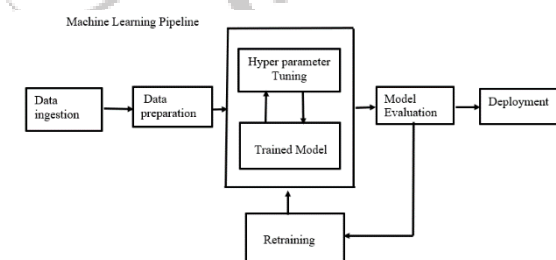 Machine Learning Pipeline
Hyper parameter
Tuning
Data
ingestion
Data
preparation
Trained Model
Model
Evaluation
Deployment
Retraining